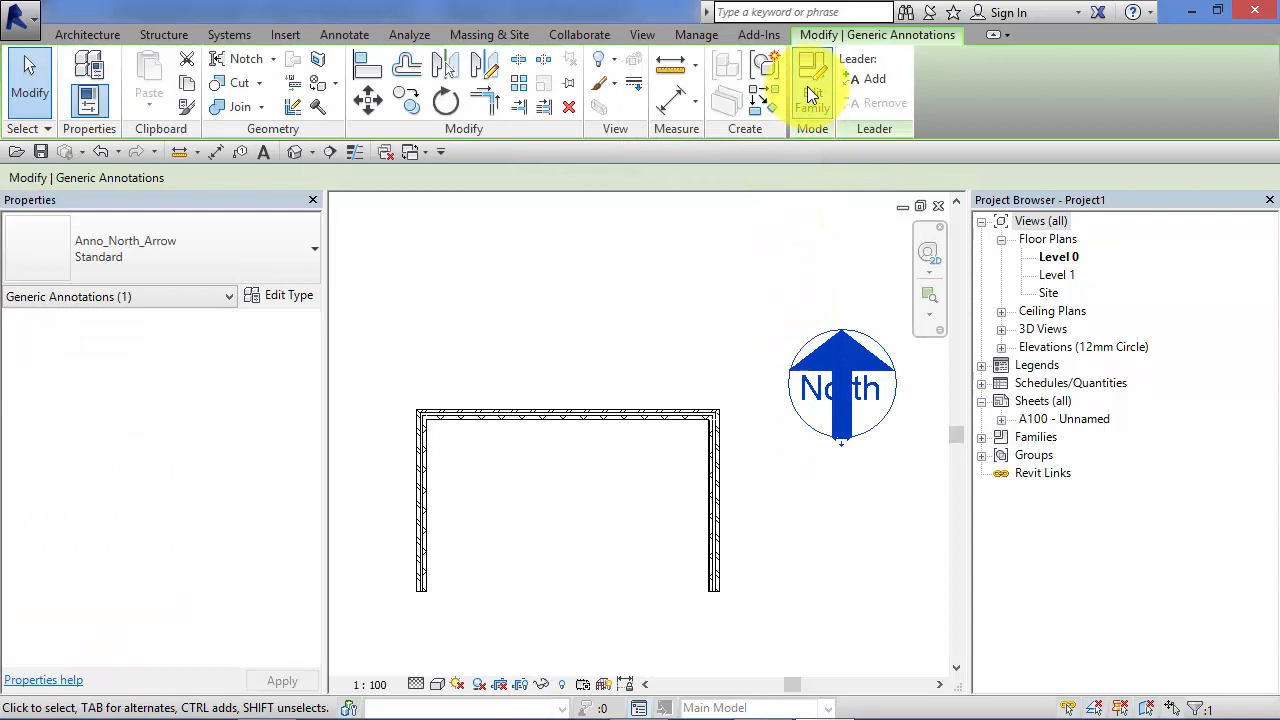 Type a keyword or phrase
Sign In
Architecture Structure Systems Insert Annotate Analyze Massing & Site Collaborate View Manage Add-Ins Modify | Generic Annotations
Modify Notch Cut Join Paste Edit Family Leader: Add Remove
Select Properties Clipboard Geometry Modify View Measure Create Mode Leader
Modify | Generic Annotations
Properties
Anno_North_Arrow
Standard
Generic Annotations (1) Edit Type
Properties help Apply
2D
North
1 : 100
Project Browser - Project1
Views (all)
Floor Plans
Level 0
Level 1
Site
Ceiling Plans
3D Views
Elevations (12mm Circle)
Legends
Schedules/Quantities
Sheets (all)
A100 - Unnamed
Families
Groups
Revit Links
Click to select, TAB for alternates, CTRL adds, SHIFT unselects. :0 Main Model :1